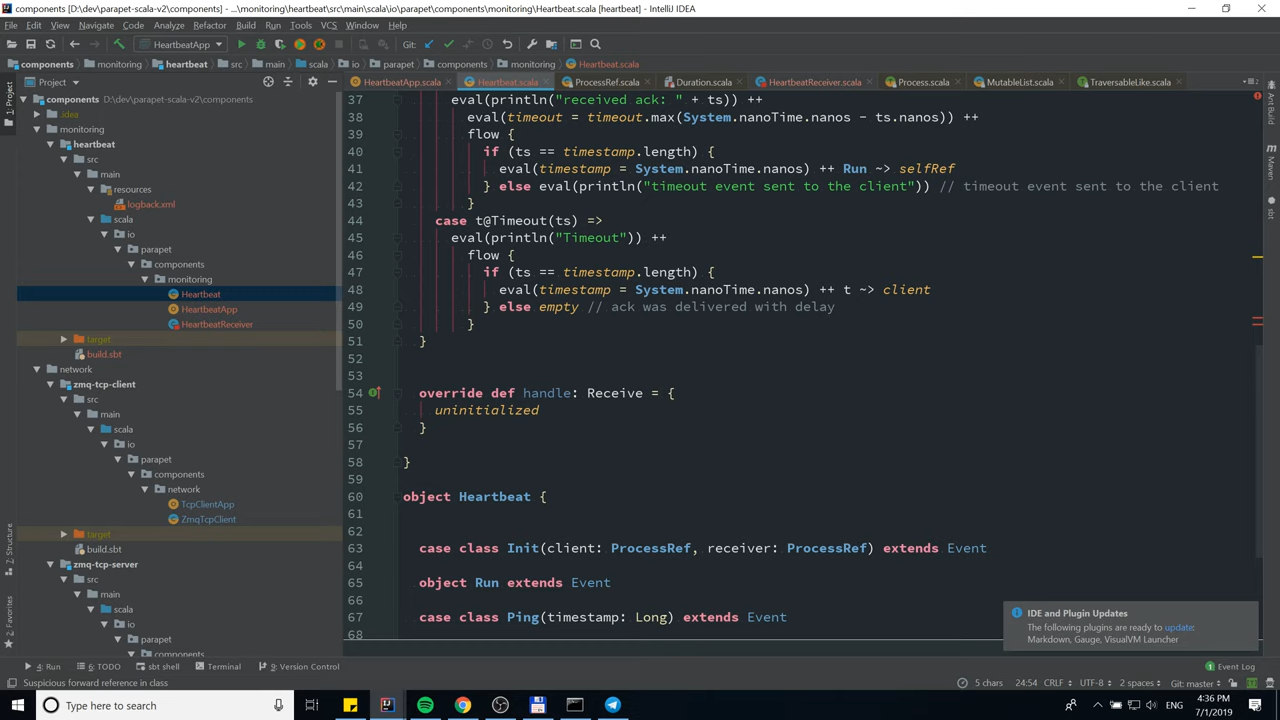 File Edit View Navigate Code Analyze Refactor Build Run Tools VCS Window Help
components [D:\dev\parapet-scala-v2\components] - ...\monitoring\heartbeat\src\main\scala\io\parapet\components\monitoring\Heartbeat.scala [heartbeat] - IntelliJ IDEA
HeartbeatApp Git:
components monitoring heartbeat src main scala io parapet components monitoring Heartbeat.scala
Project
HeartbeatApp.scala Heartbeat.scala ProcessRef.scala Duration.scala HeartbeatReceiver.scala Process.scala MutableList.scala TraversableLike.scala
components D:\dev\parapet-scala-v2\components
.idea
monitoring
heartbeat
src
main
resources
logback.xml
scala
io
parapet
components
monitoring
Heartbeat
HeartbeatApp
HeartbeatReceiver
target
build.sbt
network
zmq-tcp-client
src
main
scala
io
parapet
components
network
TcpClientApp
ZmqTcpClient
target
build.sbt
zmq-tcp-server
src
main
scala
io
parapet
components
37 eval(println("received ack: " + ts)) ++
38 eval(timeout = timeout.max(System.nanoTime.nanos - ts.nanos)) ++
39 flow {
40 if (ts == timestamp.length) {
41 eval(timestamp = System.nanoTime.nanos) ++ Run ~> selfRef
42 } else eval(println("timeout event sent to the client")) // timeout event sent to the client
43 }
44 case t@Timeout(ts) =>
45 eval(println("Timeout")) ++
46 flow {
47 if (ts == timestamp.length) {
48 eval(timestamp = System.nanoTime.nanos) ++ t ~> client
49 } else empty // ack was delivered with delay
50 }
51 }
52
53
54 override def handle: Receive = {
55 uninitialized
56 }
57
58 }
59
60 object Heartbeat {
61
62
63 case class Init(client: ProcessRef, receiver: ProcessRef) extends Event
64
65 object Run extends Event
66
67 case class Ping(timestamp: Long) extends Event
68
IDE and Plugin Updates
The following plugins are ready to update:
Markdown, Gauge, VisualVM Launcher
1: Project
Z: Structure
2: Favorites
Ant Build
Maven
sbt
4: Run 6: TODO sbt shell Terminal 9: Version Control 1 Event Log
Suspicious forward reference in class 5 chars 24:54 CRLF UTF-8 2 spaces Git: master
Type here to search
ENG 4:36 PM
7/1/2019